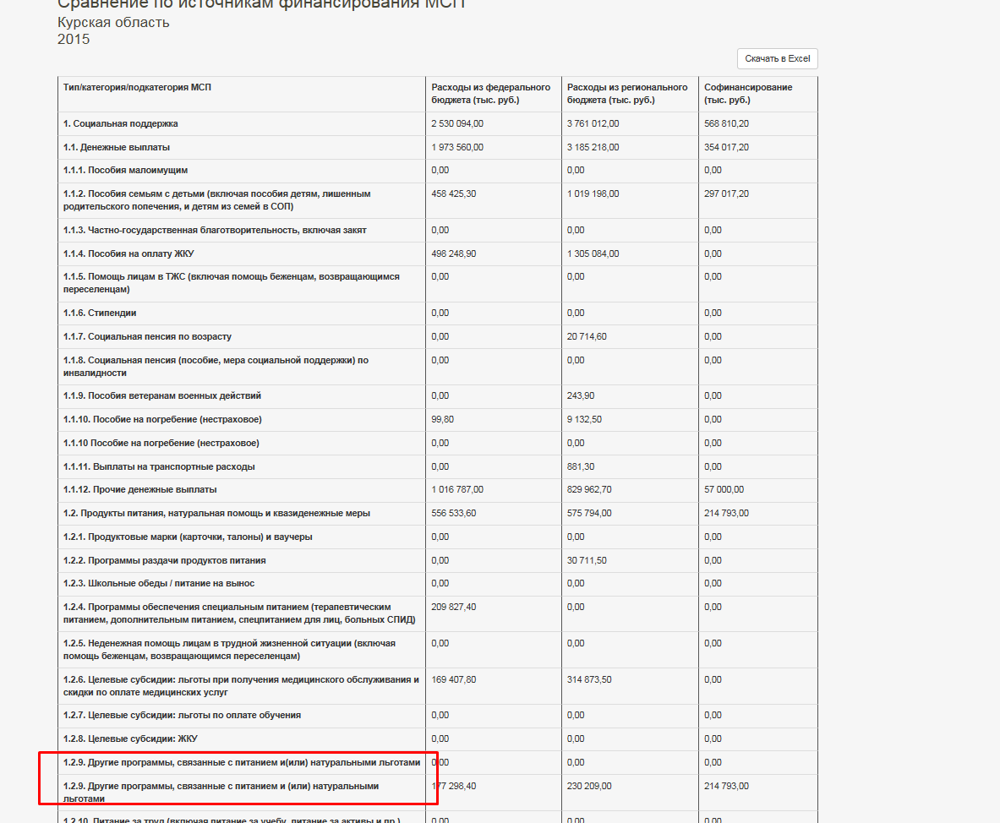 Сравнение по источникам финансирования МСП
Курская область
2015
Скачать в Excel
Тип/категория/подкатегория МСП
Расходы из федерального бюджета (тыс. руб.)
Расходы из регионального бюджета (тыс. руб.)
Софинансирование (тыс. руб.)
1. Социальная поддержка 2 530 094,00 3 761 012,00 568 810,20
1.1. Денежные выплаты 1 973 560,00 3 185 218,00 354 017,20
1.1.1. Пособия малоимущим 0,00 0,00 0,00
1.1.2. Пособия семьям с детьми (включая пособия детям, лишенным 458 425,30 1 019 198,00 297 017,20
родительского попечения, и детям из семей в СОП)
1.1.3. Частно-государственная благотворительность, включая закят 0,00 0,00 0,00
1.1.4. Пособия на оплату ЖКУ 498 248,90 1 305 084,00 0,00
1.1.5. Помощь лицам в ТЖС (включая помощь беженцам, возвращающимся 0,00 0,00 0,00
переселенцам)
1.1.6. Стипендии 0,00 0,00 0,00
1.1.7. Социальная пенсия по возрасту 0,00 20 714,60 0,00
1.1.8. Социальная пенсия (пособие, мера социальной поддержки) по 0,00 0,00 0,00
инвалидности
1.1.9. Пособия ветеранам военных действий 0,00 243,90 0,00
1.1.10. Пособие на погребение (нестраховое) 99,80 9 132,50 0,00
1.1.10 Пособие на погребение (нестраховое) 0,00 0,00 0,00
1.1.11. Выплаты на транспортные расходы 0,00 881,30 0,00
1.1.12. Прочие денежные выплаты 1 016 787,00 829 962,70 57 000,00
1.2. Продукты питания, натуральная помощь и квазиденежные меры 556 533,60 575 794,00 214 793,00
1.2.1. Продуктовые марки (карточки, талоны) и ваучеры 0,00 0,00 0,00
1.2.2. Программы раздачи продуктов питания 0,00 30 711,50 0,00
1.2.3. Школьные обеды / питание на вынос 0,00 0,00 0,00
1.2.4. Программы обеспечения специальным питанием (терапевтическим 209 827,40 0,00 0,00
питанием, дополнительным питанием, спецпитанием для лиц, больных СПИД)
1.2.5. Неденежная помощь лицам в трудной жизненной ситуации (включая 0,00 0,00 0,00
помощь беженцам, возвращающимся переселенцам)
1.2.6. Целевые субсидии: льготы при получения медицинского обслуживания и 169 407,80 314 873,50 0,00
скидки по оплате медицинских услуг
1.2.7. Целевые субсидии: льготы по оплате обучения 0,00 0,00 0,00
1.2.8. Целевые субсидии: ЖКУ 0,00 0,00 0,00
1.2.9. Другие программы, связанные с питанием и(или) натуральными льготами 0,00 0,00 0,00
1.2.9. Другие программы, связанные с питанием и (или) натуральными 177 298,40 230 209,00 214 793,00
льготами
1.2.10. Питание за труд (включая питание за учебу, питание за активы и пр.) 0,00 0,00 0,00